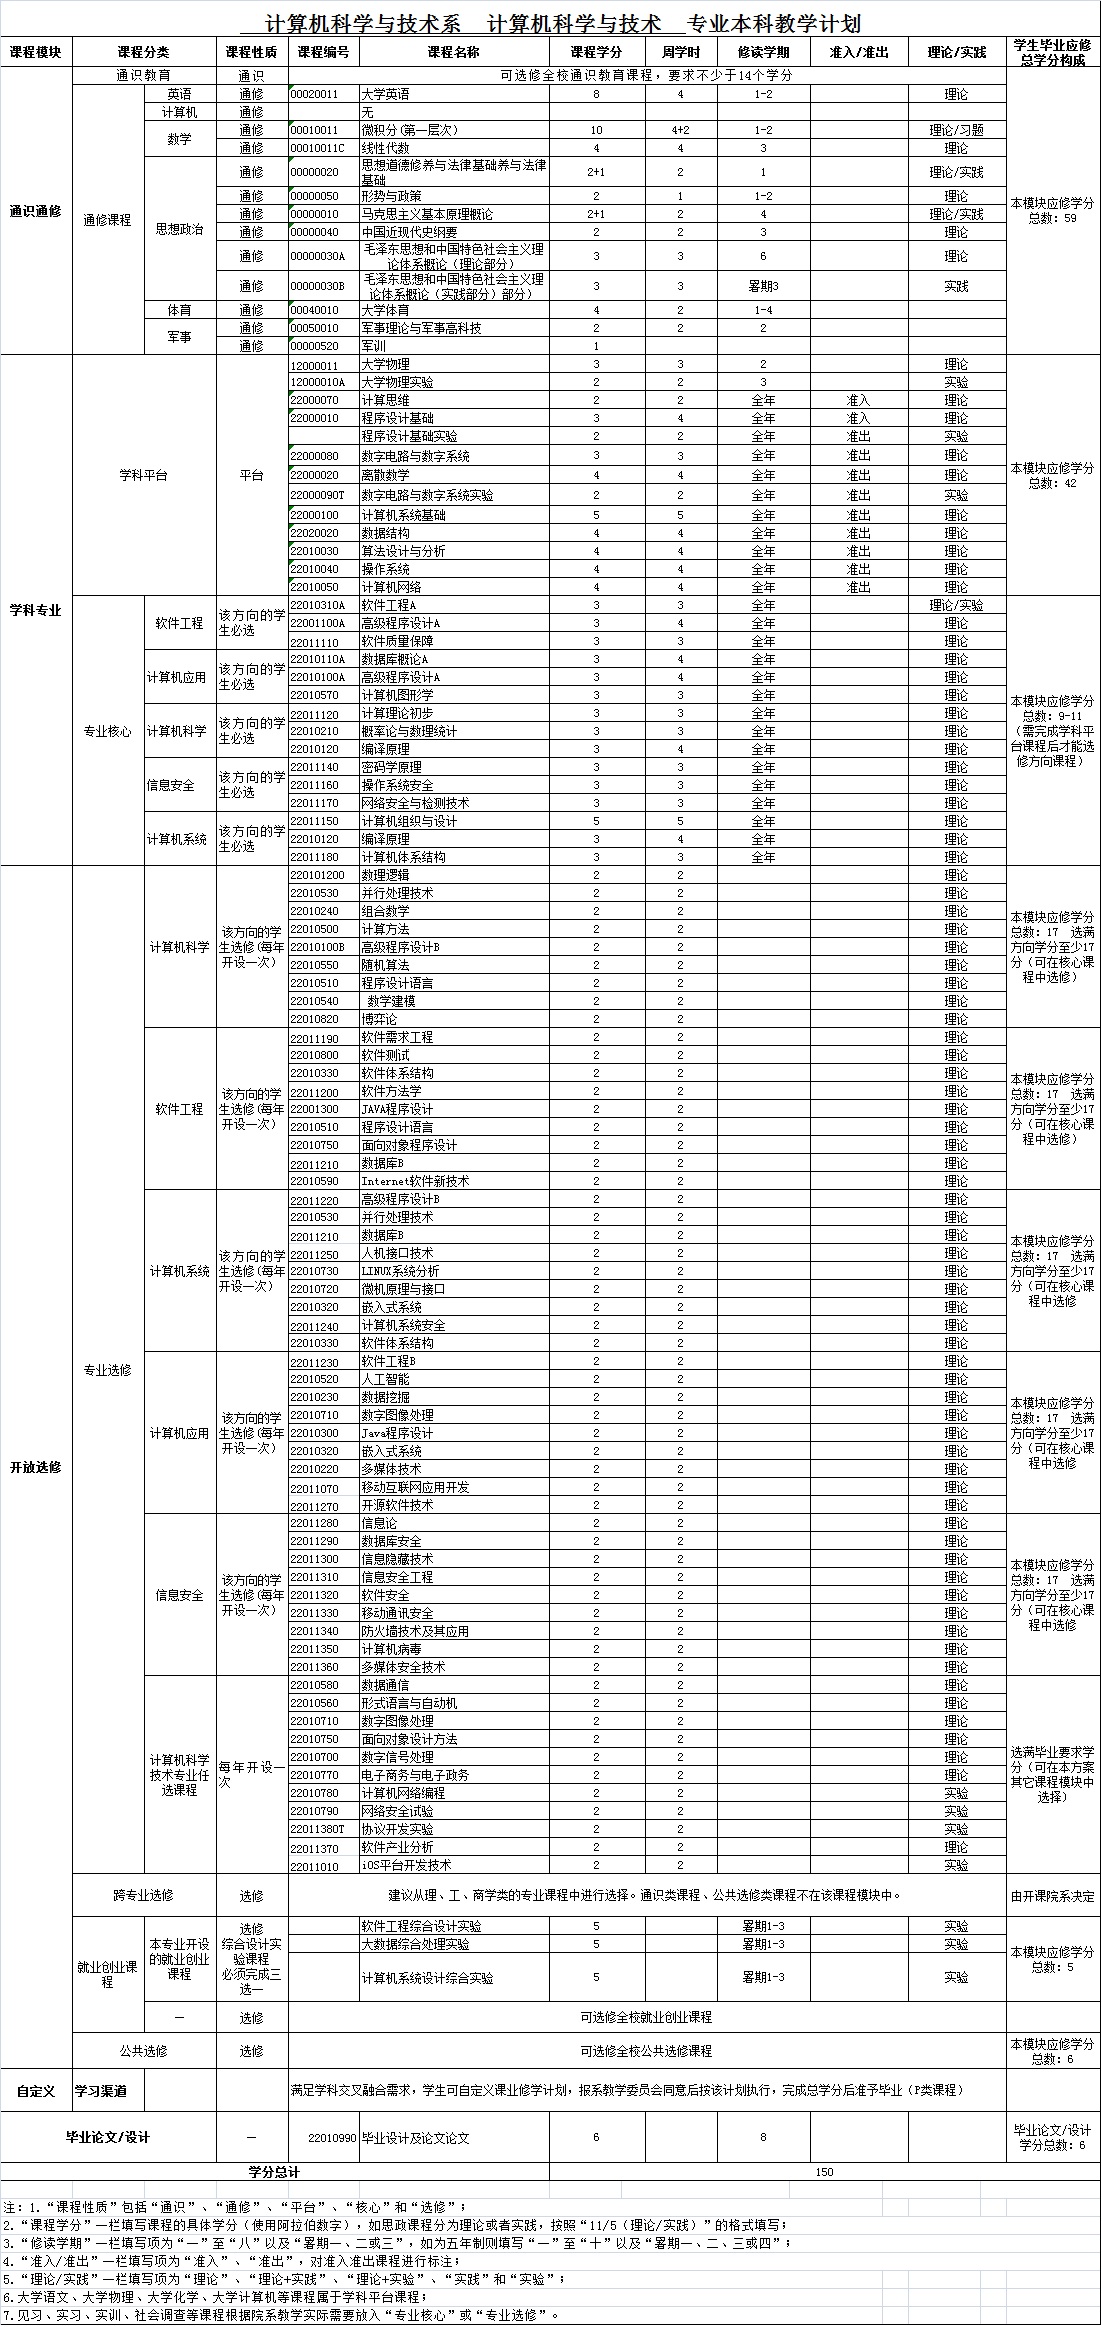 计算机科学与技术系　计算机科学与技术　专业本科教学计划
课程模块 课程分类 课程性质 课程编号 课程名称 课程学分 周学时 修读学期 准入/准出 理论/实践 学生毕业应修总学分构成
通识通修 通识教育 通识 可选修全校通识教育课程，要求不少于14个学分 本模块应修学分总数：59
通修课程 英语 通修 00020011 大学英语 8 4 1-2 理论
计算机 通修 无
数学 通修 00010011 微积分(第一层次） 10 4+2 1-2 理论/习题
通修 00010011C 线性代数 4 4 3 理论
思想政治 通修 00000020 思想道德修养与法律基础养与法律基础 2+1 2 1 理论/实践
通修 00000050 形势与政策 2 1 1-2 理论
通修 00000010 马克思主义基本原理概论 2+1 2 4 理论/实践
通修 00000040 中国近现代史纲要 2 2 3 理论
通修 00000030A 毛泽东思想和中国特色社会主义理论体系概论（理论部分） 3 3 6 理论
通修 00000030B 毛泽东思想和中国特色社会主义理论体系概论（实践部分）部分） 3 3 署期3 实践
体育 通修 00040010 大学体育 4 2 1-4
军事 通修 00050010 军事理论与军事高科技 2 2 2
通修 00000520 军训 1
学科专业 学科平台 平台 12000011 大学物理 3 3 2 理论 本模块应修学分总数：42
12000010A 大学物理实验 2 2 3 实验
22000070 计算思维 2 2 全年 准入 理论
22000010 程序设计基础 3 4 全年 准入 理论
程序设计基础实验 2 2 全年 准出 实验
22000080 数字电路与数字系统 3 3 全年 准出 理论
22000020 离散数学 4 4 全年 准出 理论
22000090T 数字电路与数字系统实验 2 2 全年 准出 实验
22000100 计算机系统基础 5 5 全年 准出 理论
22020020 数据结构 4 4 全年 准出 理论
22010030 算法设计与分析 4 4 全年 准出 理论
22010040 操作系统 4 4 全年 准出 理论
22010050 计算机网络 4 4 全年 准出 理论
专业核心 软件工程 该方向的学生必选 22010310A 软件工程A 3 3 全年 理论/实验 本模块应修学分总数：9-11（需完成学科平台课程后才能选修方向课程）
22001100A 高级程序设计A 3 4 全年 理论
22011110 软件质量保障 3 3 全年 理论
计算机应用 该方向的学生必选 22010110A 数据库概论A 3 4 全年 理论
22010100A 高级程序设计A 3 4 全年 理论
22010570 计算机图形学 3 3 全年 理论
计算机科学 该方向的学生必选 22011120 计算理论初步 3 3 全年 理论
22010210 概率论与数理统计 3 3 全年 理论
22010120 编译原理 3 4 全年 理论
信息安全 该方向的学生必选 22011140 密码学原理 3 3 全年 理论
22011160 操作系统安全 3 3 全年 理论
22011170 网络安全与检测技术 3 3 全年 理论
计算机系统 该方向的学生必选 22011150 计算机组织与设计 5 5 全年 理论
22010120 编译原理 3 4 全年 理论
22011180 计算机体系结构 3 3 全年 理论
开放选修 专业选修 计算机科学 该方向的学生选修(每年开设一次） 220101200 数理逻辑 2 2 理论 本模块应修学分总数：17　选满方向学分至少17分（可在核心课程中选修）
22010530 并行处理技术 2 2 理论
22010240 组合数学 2 2 理论
22010500 计算方法 2 2 理论
22010100B 高级程序设计B 2 2 理论
22010550 随机算法 2 2 理论
22010510 程序设计语言 2 2 理论
22010540 数学建模 2 2 理论
22010820 博弈论 2 2 理论
软件工程 该方向的学生选修(每年开设一次） 22011190 软件需求工程 2 2 理论 本模块应修学分总数：17　选满方向学分至少17分（可在核心课程中选修）
22010800 软件测试 2 2 理论
22010330 软件体系结构 2 2 理论
22011200 软件方法学 2 2 理论
22001300 JAVA程序设计 2 2 理论
22010510 程序设计语言 2 2 理论
22010750 面向对象程序设计 2 2 理论
22011210 数据库B 2 2 理论
22010590 Internet软件新技术 2 2 理论
计算机系统 该方向的学生选修(每年开设一次） 22011220 高级程序设计B 2 2 理论 本模块应修学分总数：17　选满方向学分至少17分（可在核心课程中选修
22010530 并行处理技术 2 2 理论
22011210 数据库B 2 2 理论
22011250 人机接口技术 2 2 理论
22010730 LINUX系统分析 2 2 理论
22010720 微机原理与接口 2 2 理论
22010320 嵌入式系统 2 2 理论
22011240 计算机系统安全 2 2 理论
22010330 软件体系结构 2 2 理论
计算机应用 该方向的学生选修(每年开设一次） 22011230 软件工程B 2 2 理论 本模块应修学分总数：17　选满方向学分至少17分（可在核心课程中选修
22010520 人工智能 2 2 理论
22010230 数据挖掘 2 2 理论
22010710 数字图像处理 2 2 理论
22010300 Java程序设计 2 2 理论
22010320 嵌入式系统 2 2 理论
22010220 多媒体技术 2 2 理论
22011070 移动互联网应用开发 2 2 理论
22011270 开源软件技术 2 2 理论
信息安全 该方向的学生选修(每年开设一次） 22011280 信息论 2 2 理论 本模块应修学分总数：17　选满方向学分至少17分（可在核心课程中选修
22011290 数据库安全 2 2 理论
22011300 信息隐藏技术 2 2 理论
22011310 信息安全工程 2 2 理论
22011320 软件安全 2 2 理论
22011330 移动通讯安全 2 2 理论
22011340 防火墙技术及其应用 2 2 理论
22011350 计算机病毒 2 2 理论
22011360 多媒体安全技术 2 2 理论
计算机科学技术专业任选课程 每年开设一次 22010580 数据通信 2 2 理论 选满毕业要求学分（可在本方案其它课程模块中选择）
22010560 形式语言与自动机 2 2 理论
22010710 数字图像处理 2 2 理论
22010750 面向对象设计方法 2 2 理论
22010700 数字信号处理 2 2 理论
22010770 电子商务与电子政务 2 2 理论
22010780 计算机网络编程 2 2 实验
22010790 网络安全试验 2 2 实验
22011380T 协议开发实验 2 2 实验
22011370 软件产业分析 2 2 理论
22011010 iOS平台开发技术 2 2 实验
跨专业选修 选修 建议从理、工、商学类的专业课程中进行选择。通识类课程、公共选修类课程不在该课程模块中。 由开课院系决定
就业创业课程 本专业开设的就业创业课程 选修综合设计实验课程必须完成三选一 软件工程综合设计实验 5 署期1-3 实验 本模块应修学分总数：5
大数据综合处理实验 5 署期1-3 实验
计算机系统设计综合实验 5 署期1-3 实验
— 选修 可选修全校就业创业课程
公共选修 选修 可选修全校公共选修课程 本模块应修学分总数：6
自定义 学习渠道 满足学科交叉融合需求，学生可自定义课业修学计划，报系教学委员会同意后按该计划执行，完成总学分后准予毕业（P类课程）
毕业论文/设计 — 22010990 毕业设计及论文论文 6 8 毕业论文/设计学分总数：6
学分总计 150
注：1.“课程性质”包括“通识”、“通修”、“平台”、“核心”和“选修”；
2.“课程学分”一栏填写课程的具体学分（使用阿拉伯数字），如思政课程分为理论或者实践，按照“11/5（理论/实践）”的格式填写；
3.“修读学期”一栏填写项为“一”至“八”以及“署期一、二或三”，如为五年制则填写“一”至“十”以及“署期一、二、三或四”；
4.“准入/准出”一栏填写项为“准入”、“准出”，对准入准出课程进行标注；
5.“理论/实践”一栏填写项为“理论”、“理论+实践”、“理论+实验”、“实践”和“实验”；
6.大学语文、大学物理、大学化学、大学计算机等课程属于学科平台课程；
7.见习、实习、实训、社会调查等课程根据院系教学实际需要放入“专业核心”或“专业选修”。